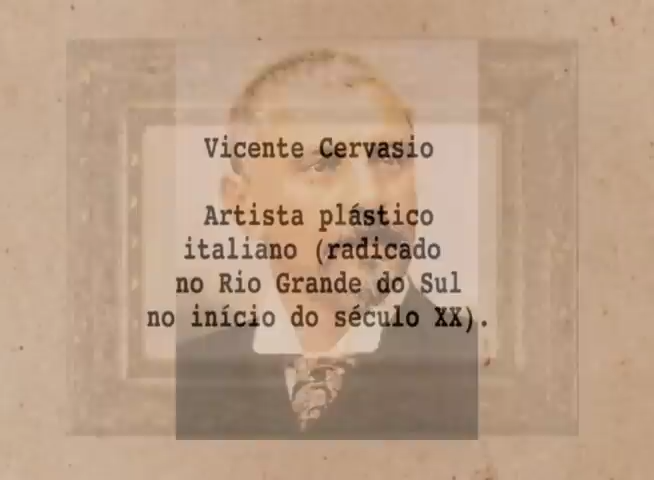 Vicente Cervasio
Artista plástico
italiano (radicado
no Rio Grande do Sul
no início do século XX).